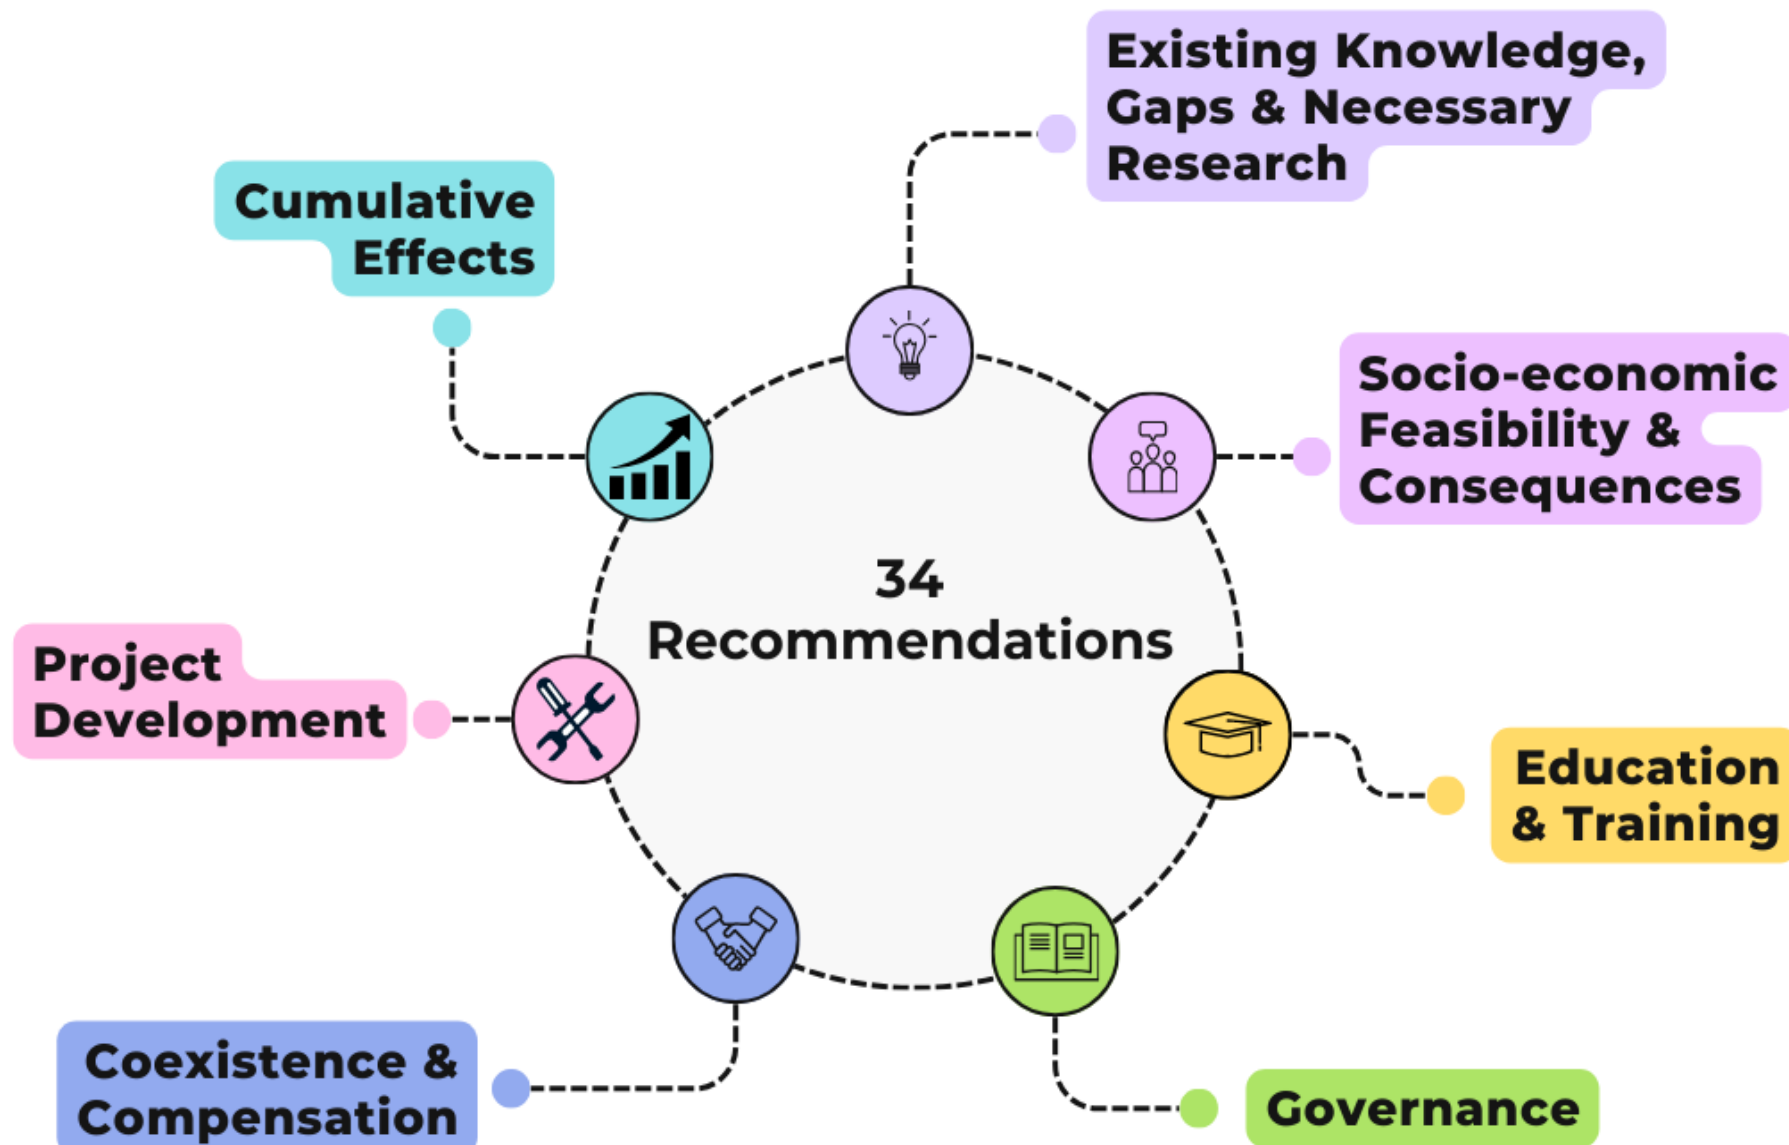 Existing Knowledge,
Gaps & Necessary
Research
Cumulative
Effects
Socio-economic
Feasibility &
Consequences
34
Recommendations
Project
Development
Education
& Training
Coexistence &
Compensation
Governance